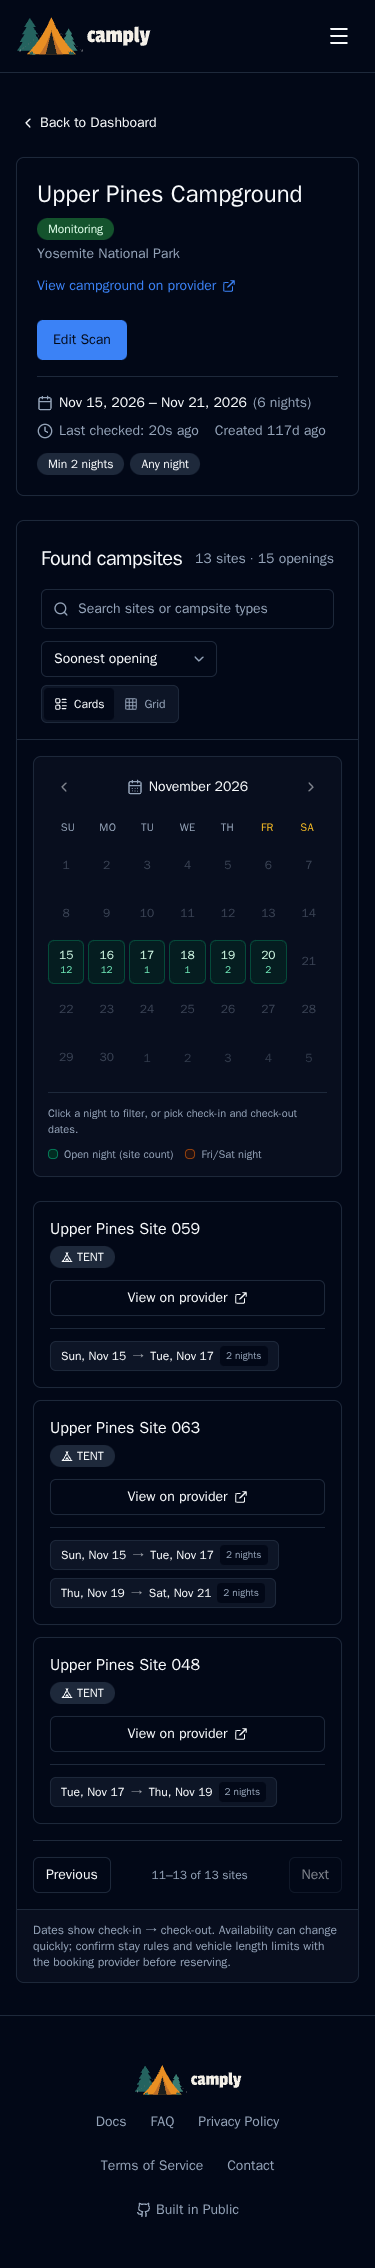 camply
Back to Dashboard
Upper Pines Campground
Monitoring
Yosemite National Park
View campground on provider
Edit Scan
Nov 15, 2026 – Nov 21, 2026 (6 nights)
Last checked: 20s ago Created 117d ago
Min 2 nights Any night
Found campsites 13 sites · 15 openings
Search sites or campsite types
Soonest opening
Cards Grid
November 2026
SU MO TU WE TH FR SA
1 2 3 4 5 6 7
8 9 10 11 12 13 14
15 16 17 18 19 20 21
12 12 1 1 2 2
22 23 24 25 26 27 28
29 30 1 2 3 4 5
Click a night to filter, or pick check-in and check-out
dates.
Open night (site count) Fri/Sat night
Upper Pines Site 059
TENT
View on provider
Sun, Nov 15 → Tue, Nov 17 2 nights
Upper Pines Site 063
TENT
View on provider
Sun, Nov 15 → Tue, Nov 17 2 nights
Thu, Nov 19 → Sat, Nov 21 2 nights
Upper Pines Site 048
TENT
View on provider
Tue, Nov 17 → Thu, Nov 19 2 nights
Previous 11–13 of 13 sites Next
Dates show check-in → check-out. Availability can change
quickly; confirm stay rules and vehicle length limits with
the booking provider before reserving.
camply
Docs FAQ Privacy Policy
Terms of Service Contact
Built in Public